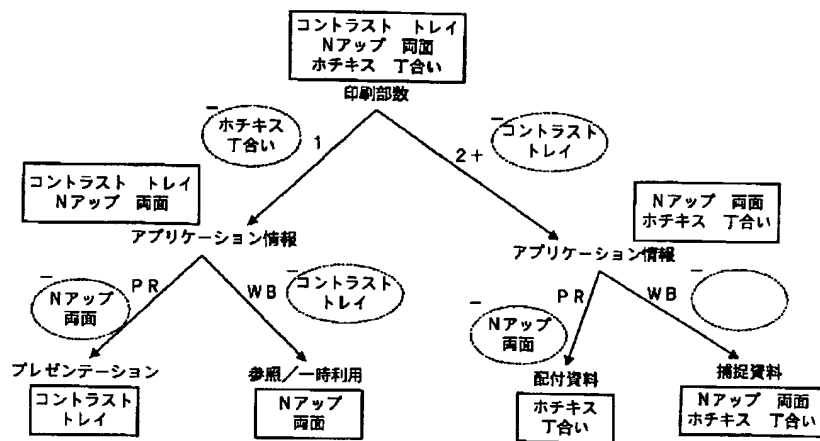 コントラスト トレイ
Nアップ 両面
ホチキス 丁合い
印刷部数
−
ホチキス
丁合い
1
2+
−
コントラスト
トレイ
コントラスト トレイ
Nアップ 両面
アプリケーション情報
Nアップ 両面
ホチキス 丁合い
アプリケーション情報
−
Nアップ
両面
PR
WB
−
コントラスト
トレイ
−
Nアップ
両面
PR
WB
−
プレゼンテーション
コントラスト
トレイ
参照/一時利用
Nアップ
両面
配付資料
ホチキス
丁合い
捕捉資料
Nアップ 両面
ホチキス 丁合い